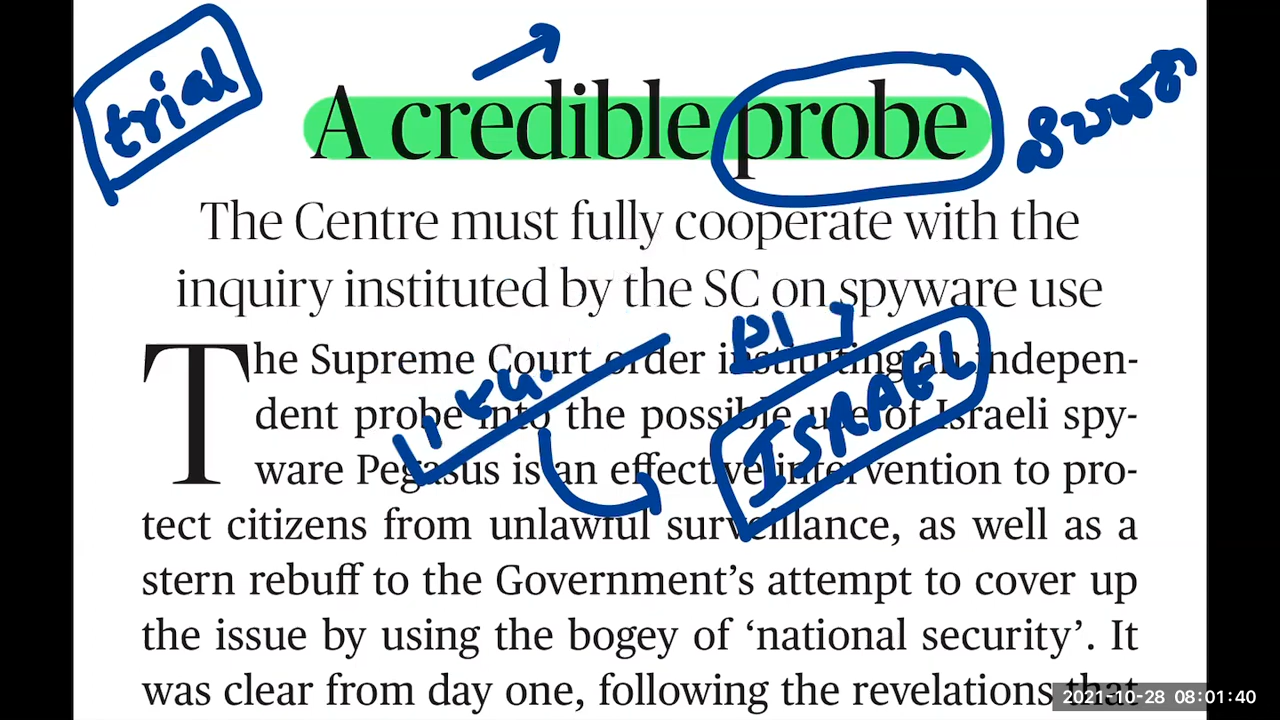 trial
A credible probe
The Centre must fully cooperate with the
inquiry instituted by the SC on spyware use
The Supreme Court order instituting an indepen-
dent probe into the possible use of Israeli spy-
ware Pegasus is an effective intervention to pro-
ISRAEL
tect citizens from unlawful surveillance, as well as a
stern rebuff to the Government's attempt to cover up
the issue by using the bogey of 'national security'. It
was clear from day one, following the revelations that
2021-10-28 08:01:40